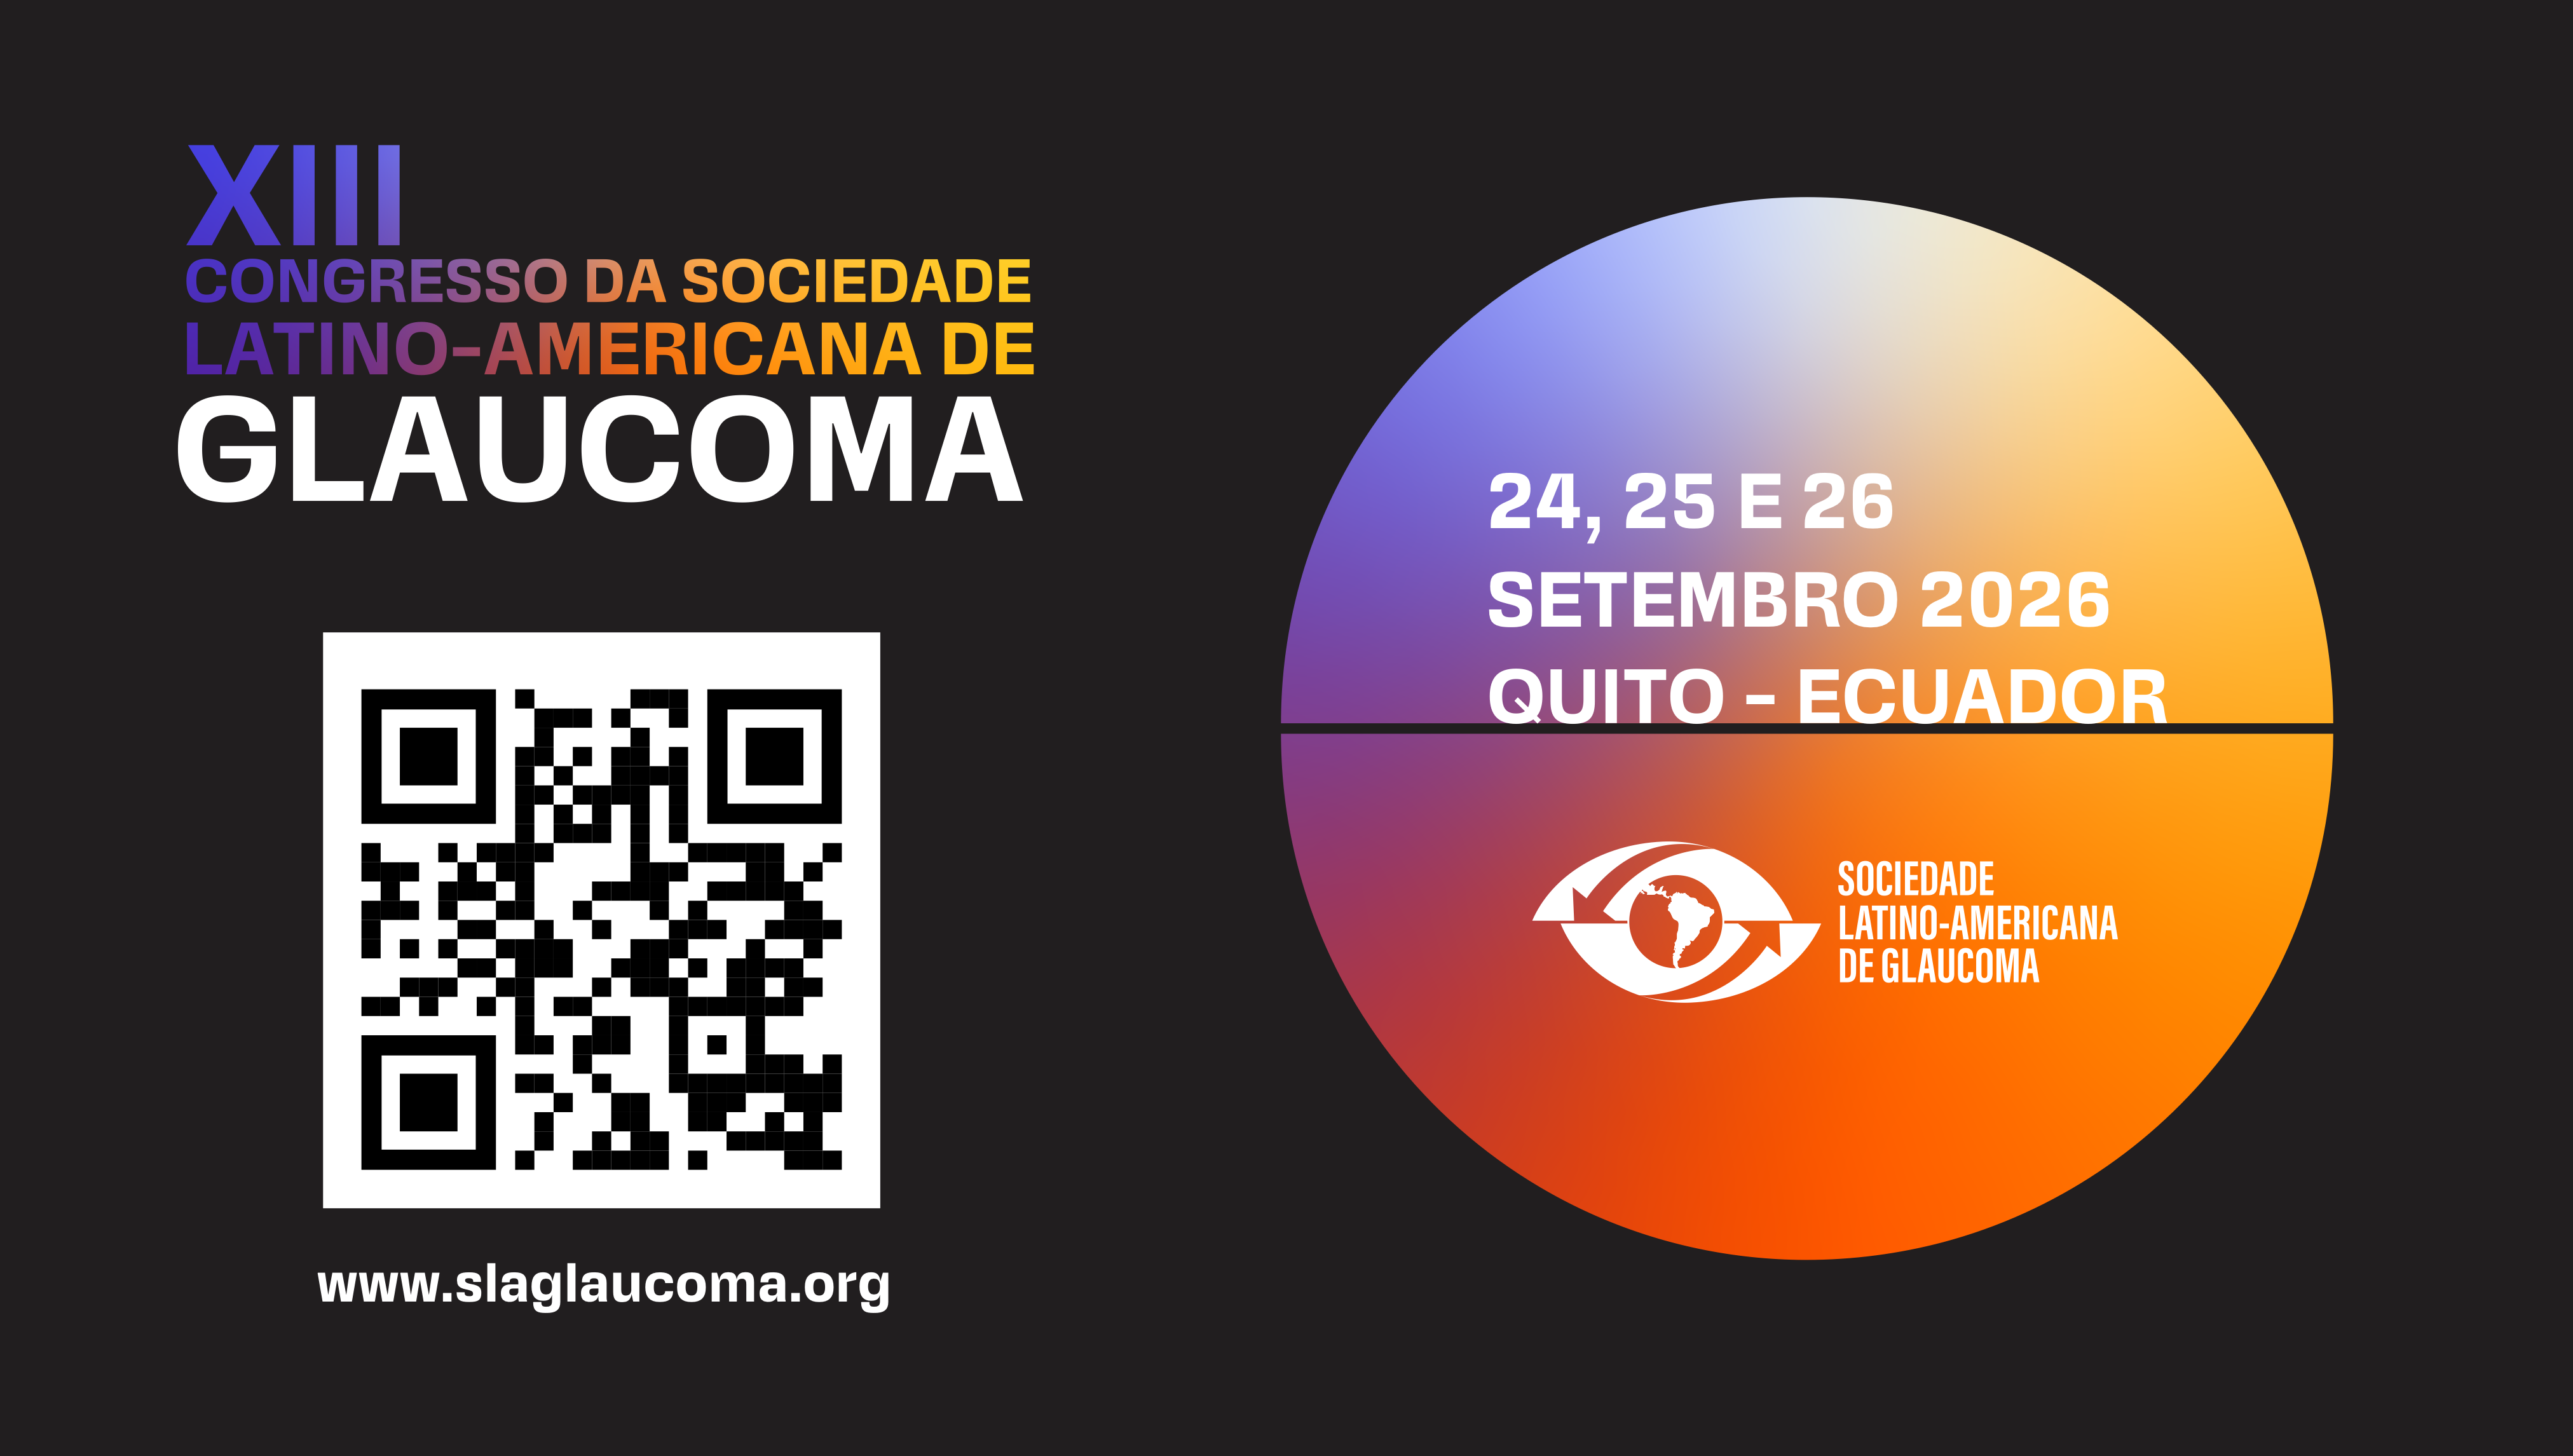 XIII
CONGRESSO DA SOCIEDADE
LATINO-AMERICANA DE
GLAUCOMA
www.slaglaucoma.org
24, 25 E 26
SETEMBRO 2026
QUITO - ECUADOR
SOCIEDADE
LATINO-AMERICANA
DE GLAUCOMA